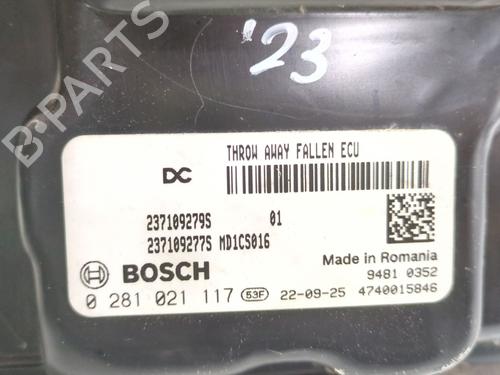 '23
THROW AWAY FALLEN ECU
DC
237109279S 01
237109277S MD1CS016
BOSCH
Made in Romania
9481 0352
0 281 021 117 53F 22-09-25 4740015846
B-PARTS